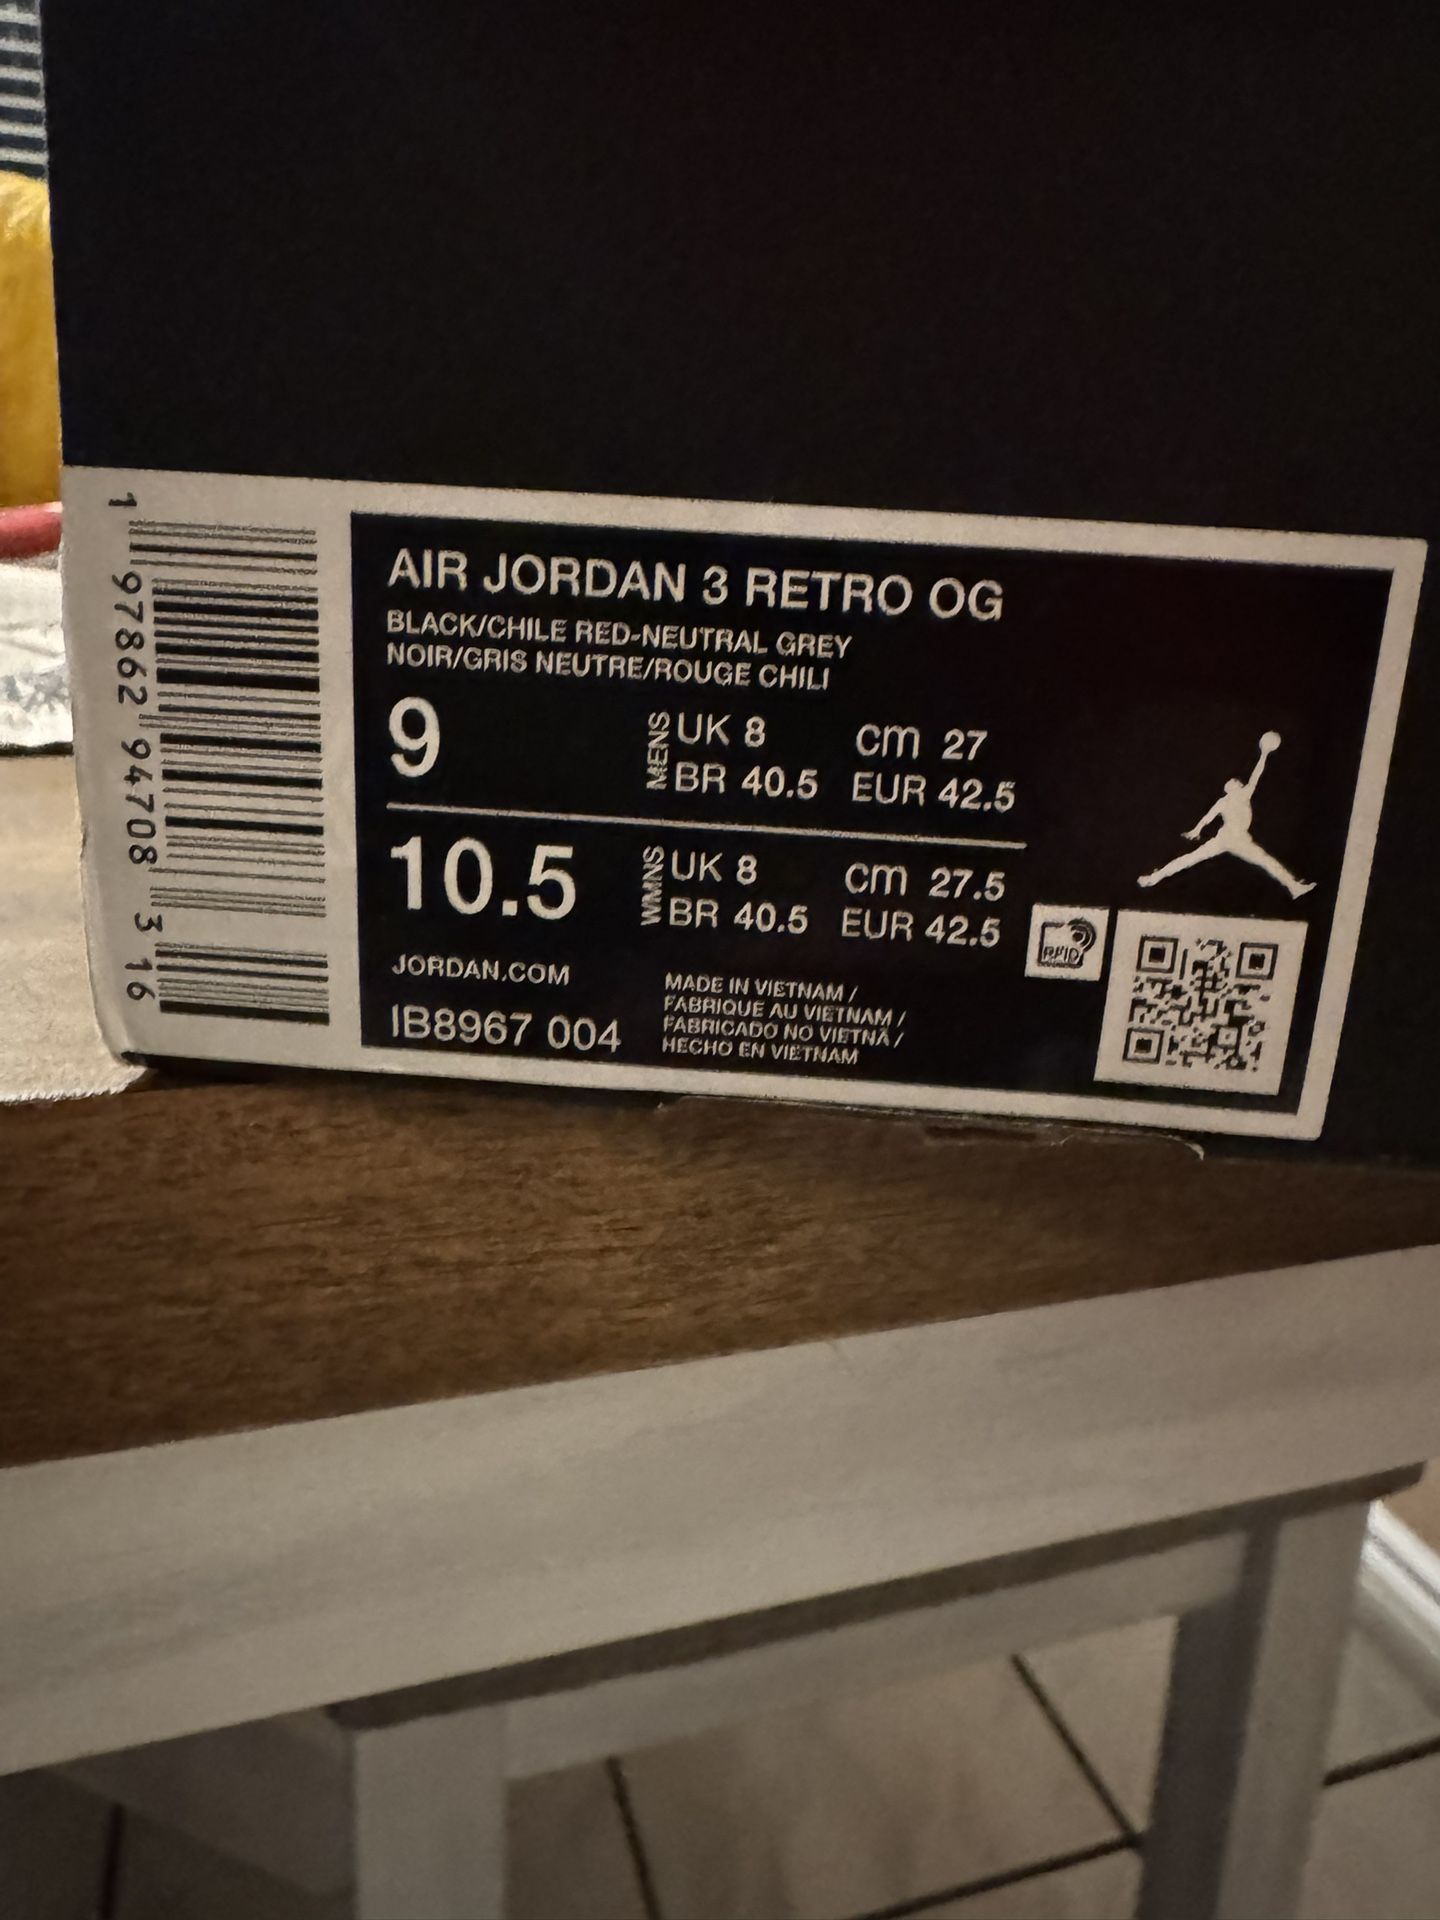 AIR JORDAN 3 RETRO OG
BLACK/CHILE RED-NEUTRAL GREY
NOIR/GRIS NEUTRE/ROUGE CHILI
9
MENS
UK 8 cm 27
BR 40.5 EUR 42.5
10.5
WMNS
UK 8 cm 27.5
BR 40.5 EUR 42.5
JORDAN.COM
IB8967 004
MADE IN VIETNAM /
FABRIQUE AU VIETNAM /
FABRICADO NO VIETNÃ /
HECHO EN VIETNAM
RFID
1 97862 94708 3 16